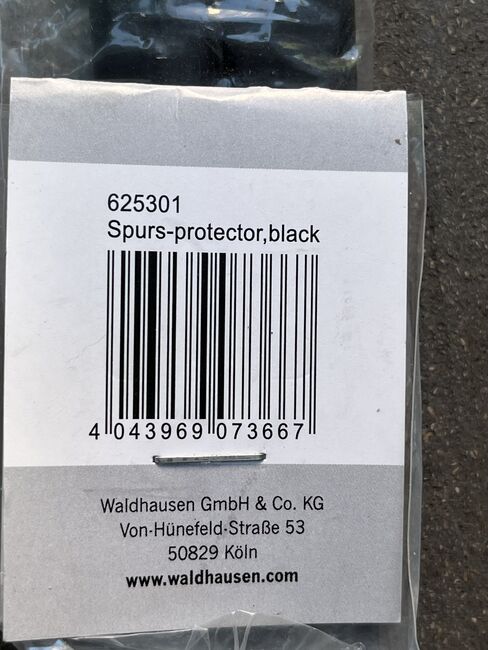 625301
Spurs-protector,black
4 043969 073667
Waldhausen GmbH & Co. KG
Von-Hünefeld-Straße 53
50829 Köln
www.waldhausen.com